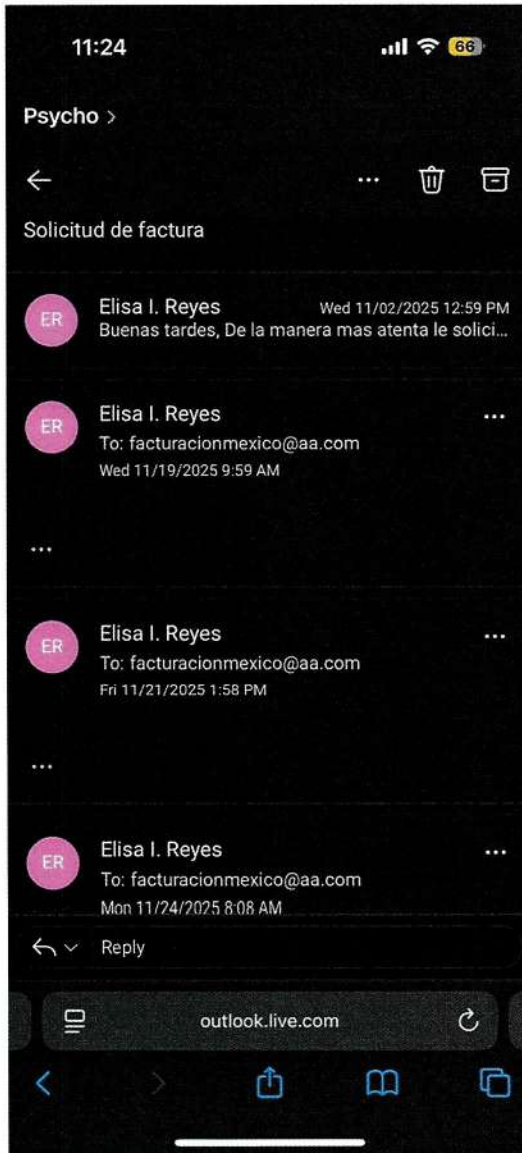 11:24
66
Psycho >
...
Solicitud de factura
ER
Elisa I. Reyes
Wed 11/02/2025 12:59 PM
Buenas tardes, De la manera mas atenta le solici...
ER
Elisa I. Reyes
...
To: facturacionmexico@aa.com
Wed 11/19/2025 9:59 AM
...
ER
Elisa I. Reyes
...
To: facturacionmexico@aa.com
Fri 11/21/2025 1:58 PM
...
ER
Elisa I. Reyes
...
To: facturacionmexico@aa.com
Mon 11/24/2025 8:08 AM
Reply
outlook.live.com